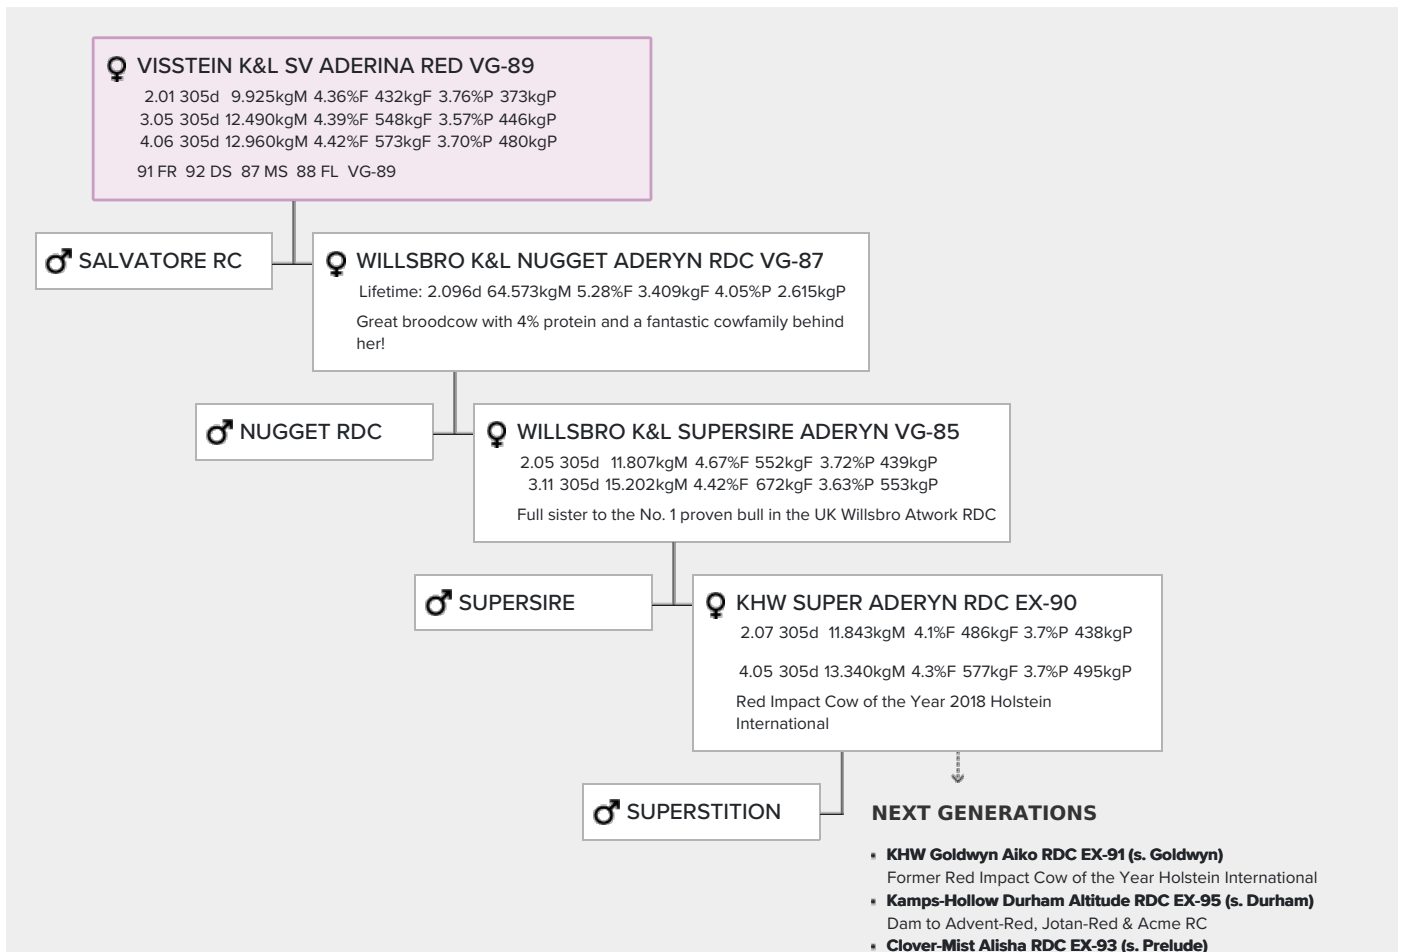 VISSTEIN K&L SV ADERINA RED VG-89
2.01 305d 9.925kgM 4.36%F 432kgF 3.76%P 373kgP
3.05 305d 12.490kgM 4.39%F 548kgF 3.57%P 446kgP
4.06 305d 12.960kgM 4.42%F 573kgF 3.70%P 480kgP
91 FR 92 DS 87 MS 88 FL VG-89
SALVATORE RC
WILLSBRO K&L NUGGET ADERYN RDC VG-87
Lifetime: 2.096d 64.573kgM 5.28%F 3.409kgF 4.05%P 2.615kgP
Great broodcow with 4% protein and a fantastic cowfamily behind
her!
NUGGET RDC
WILLSBRO K&L SUPERSIRE ADERYN VG-85
2.05 305d 11.807kgM 4.67%F 552kgF 3.72%P 439kgP
3.11 305d 15.202kgM 4.42%F 672kgF 3.63%P 553kgP
Full sister to the No. 1 proven bull in the UK Willsbro Atwork RDC
SUPERSIRE
KHW SUPER ADERYN RDC EX-90
2.07 305d 11.843kgM 4.1%F 486kgF 3.7%P 438kgP
4.05 305d 13.340kgM 4.3%F 577kgF 3.7%P 495kgP
Red Impact Cow of the Year 2018 Holstein
International
SUPERSTITION
NEXT GENERATIONS
KHW Goldwyn Aiko RDC EX-91 (s. Goldwyn)
Former Red Impact Cow of the Year Holstein International
Kamps-Hollow Durham Altitude RDC EX-95 (s. Durham)
Dam to Advent-Red, Jotan-Red & Acme RC
Clover-Mist Alisha RDC EX-93 (s. Prelude)